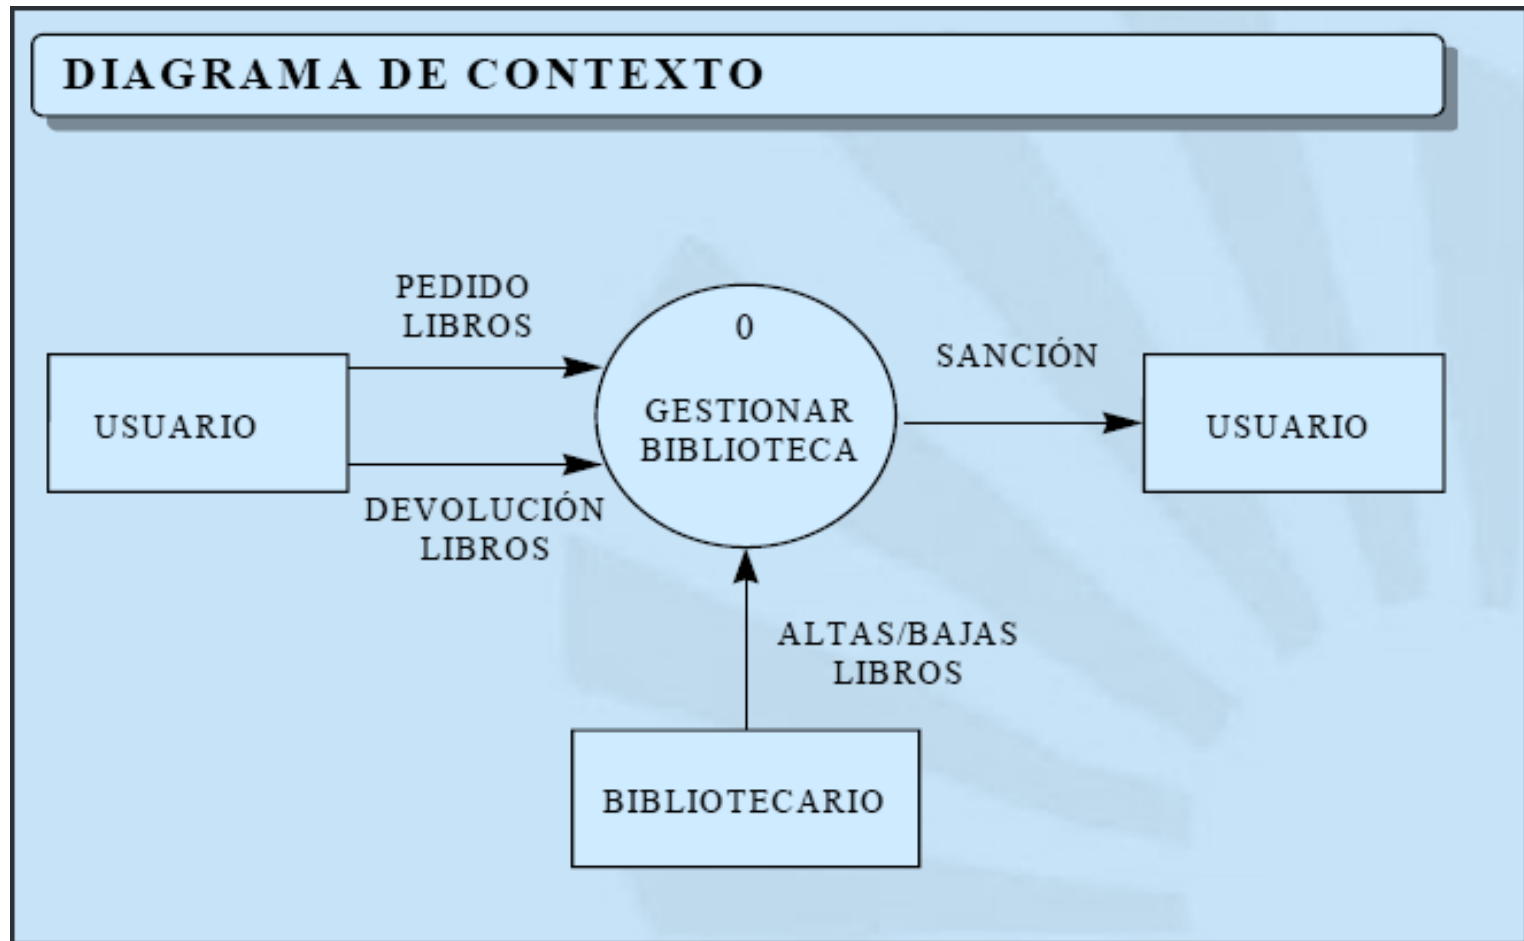 DIAGRAMA DE CONTEXTO
PEDIDO
LIBROS
0
SANCIÓN
USUARIO
GESTIONAR
BIBLIOTECA
USUARIO
DEVOLUCIÓN
LIBROS
ALTAS/BAJAS
LIBROS
BIBLIOTECARIO